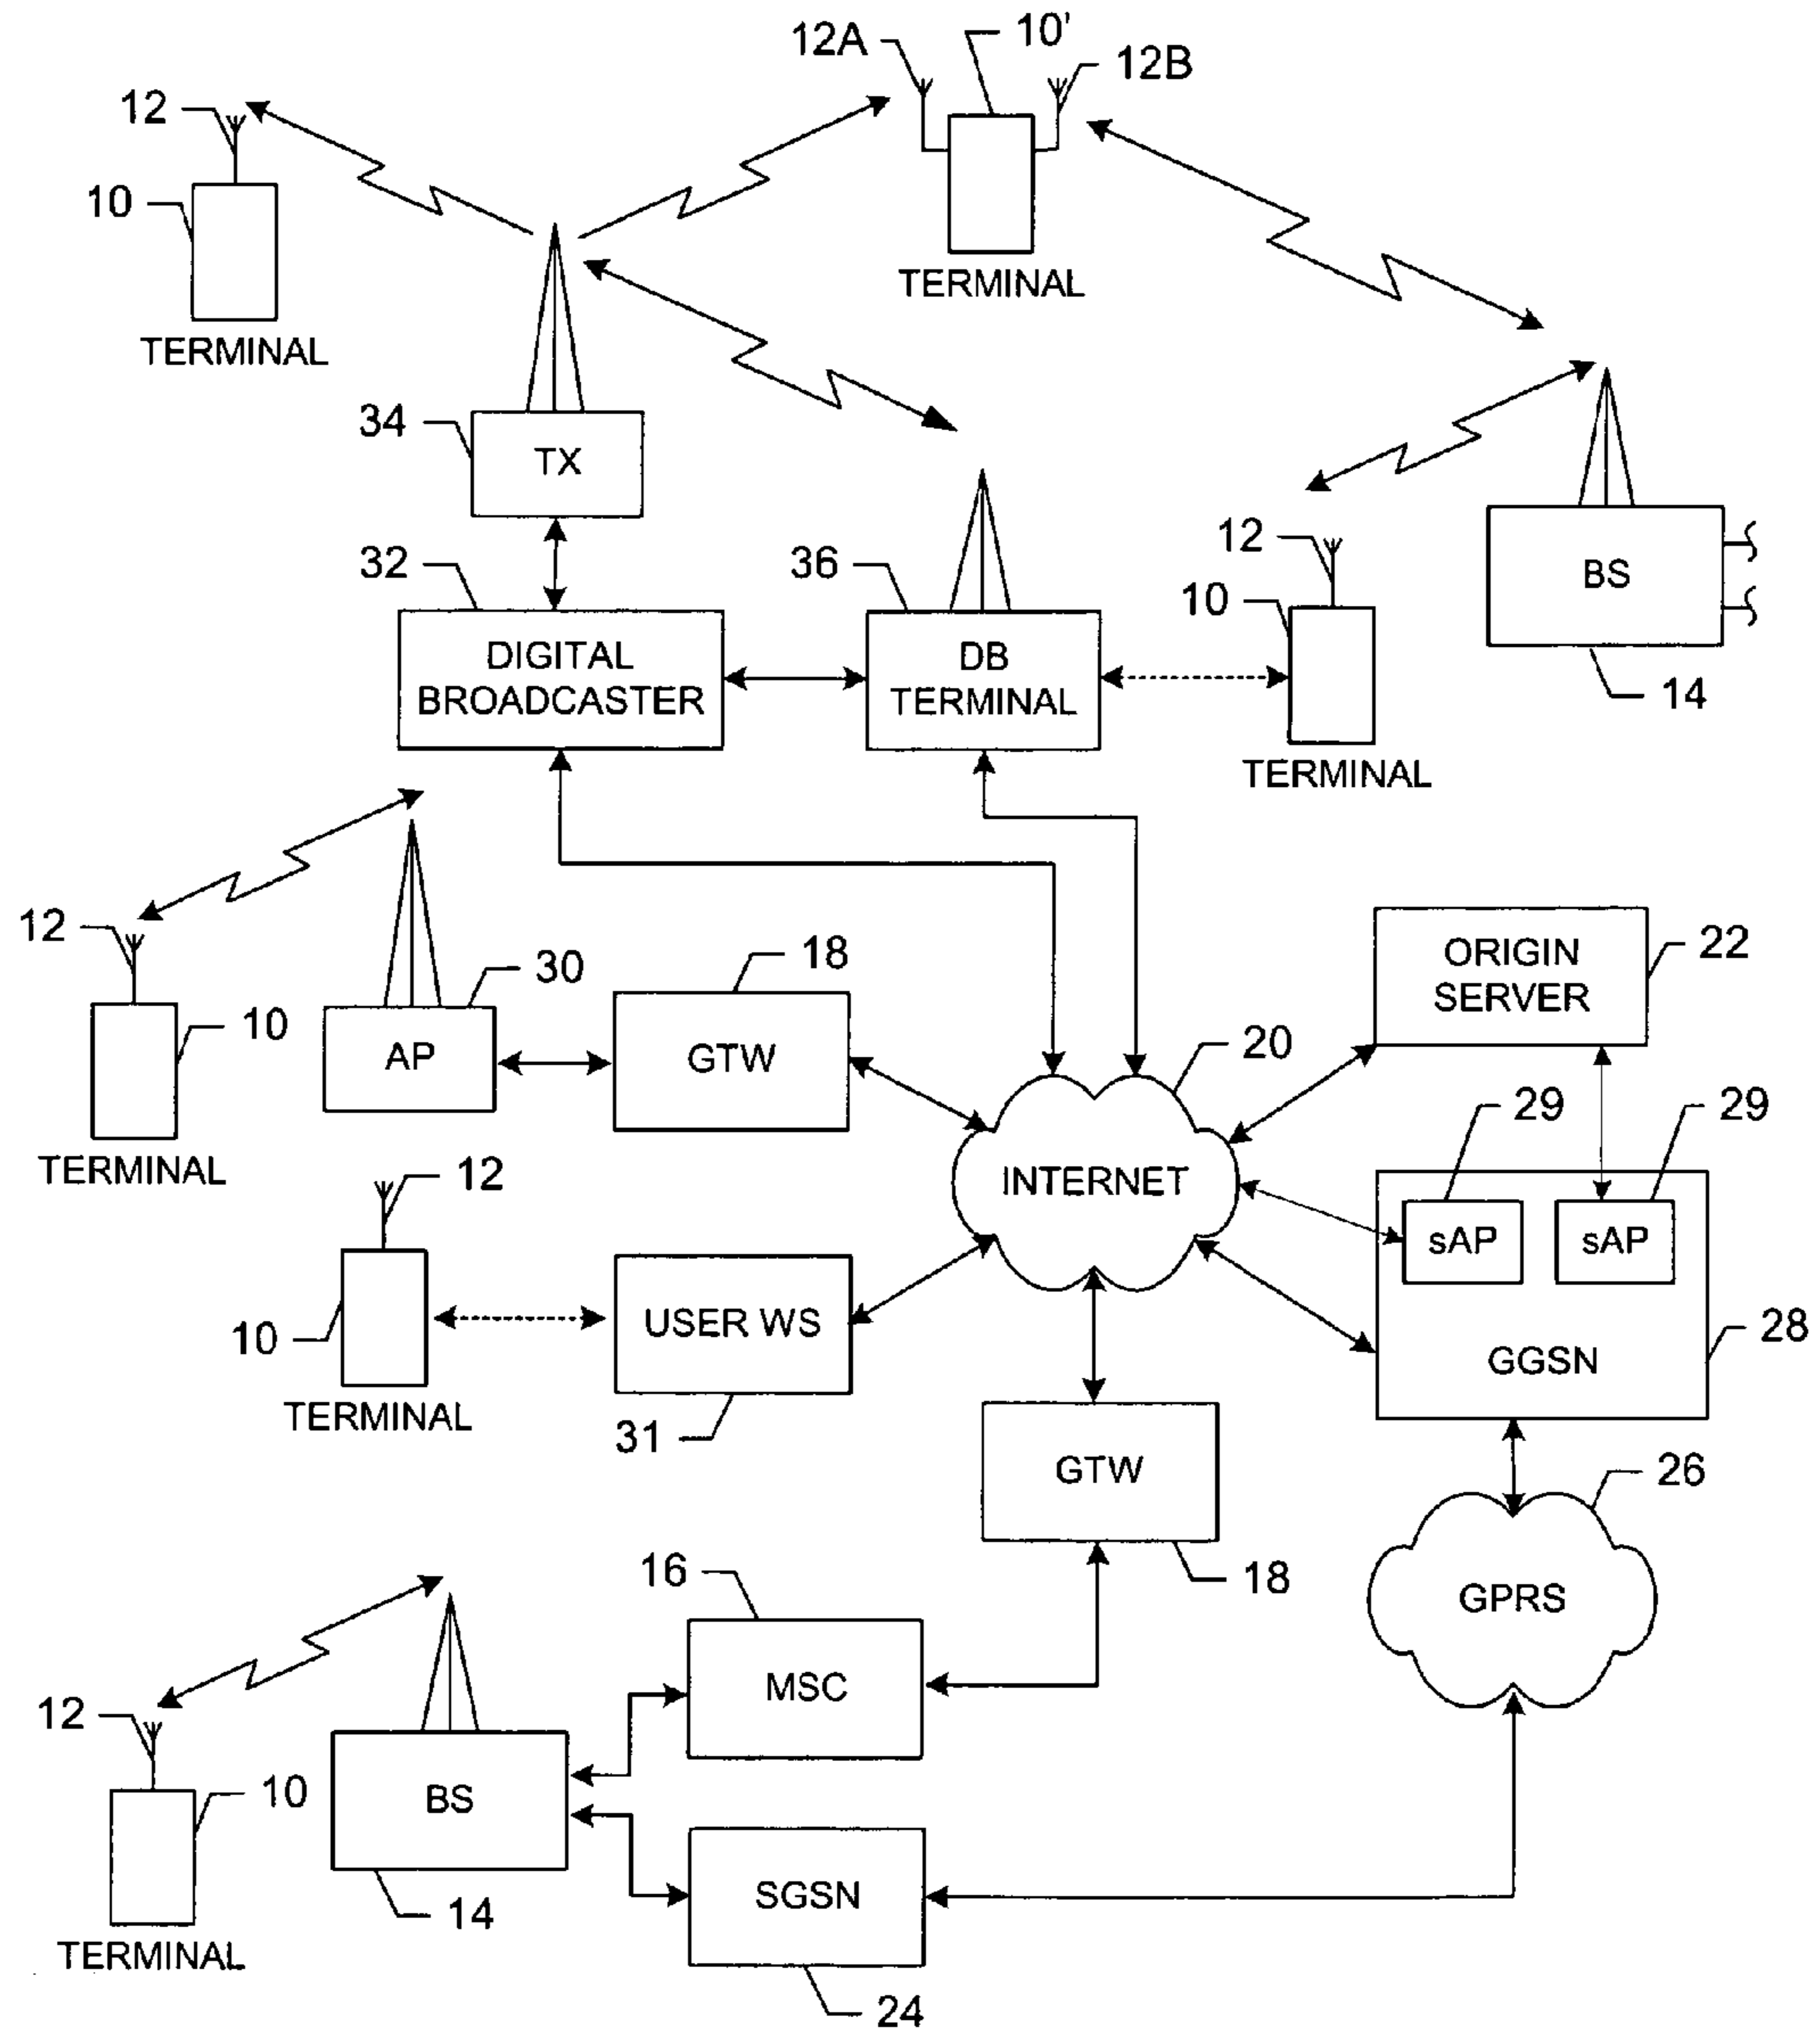 12A
10'
12B
12
10
TERMINAL
TERMINAL
34
TX
32
36
12
10
BS
DIGITAL
BROADCASTER
DB
TERMINAL
14
TERMINAL
12
10
TERMINAL
30
AP
18
GTW
ORIGIN
SERVER
22
20
INTERNET
29
29
sAP
sAP
GGSN
28
12
10
TERMINAL
USER WS
31
GTW
18
26
GPRS
16
MSC
12
10
TERMINAL
BS
14
SGSN
24